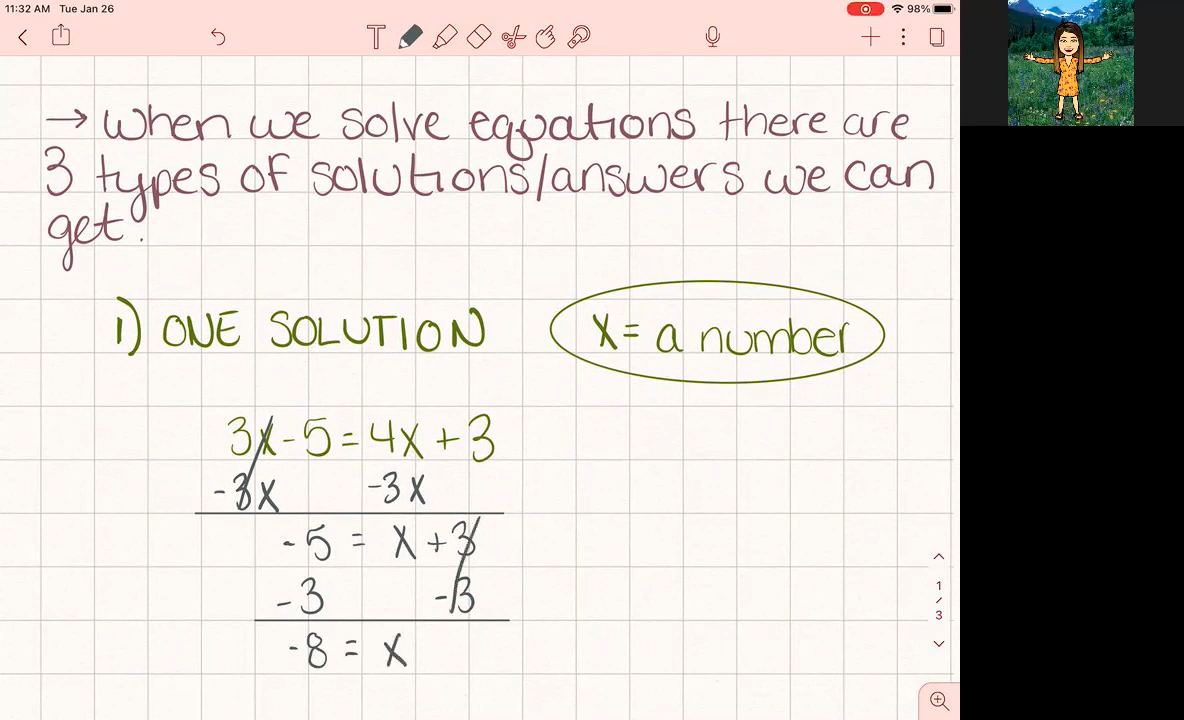 11:32 AM Tue Jan 26
98%
T
→ When we solve equations there are
3 types of solutions/answers we can
get.
1) ONE SOLUTION
x = a number
3x - 5 = 4x + 3
-3x -3x
-5 = x + 3
-3 -3
-8 = x
1
/
3